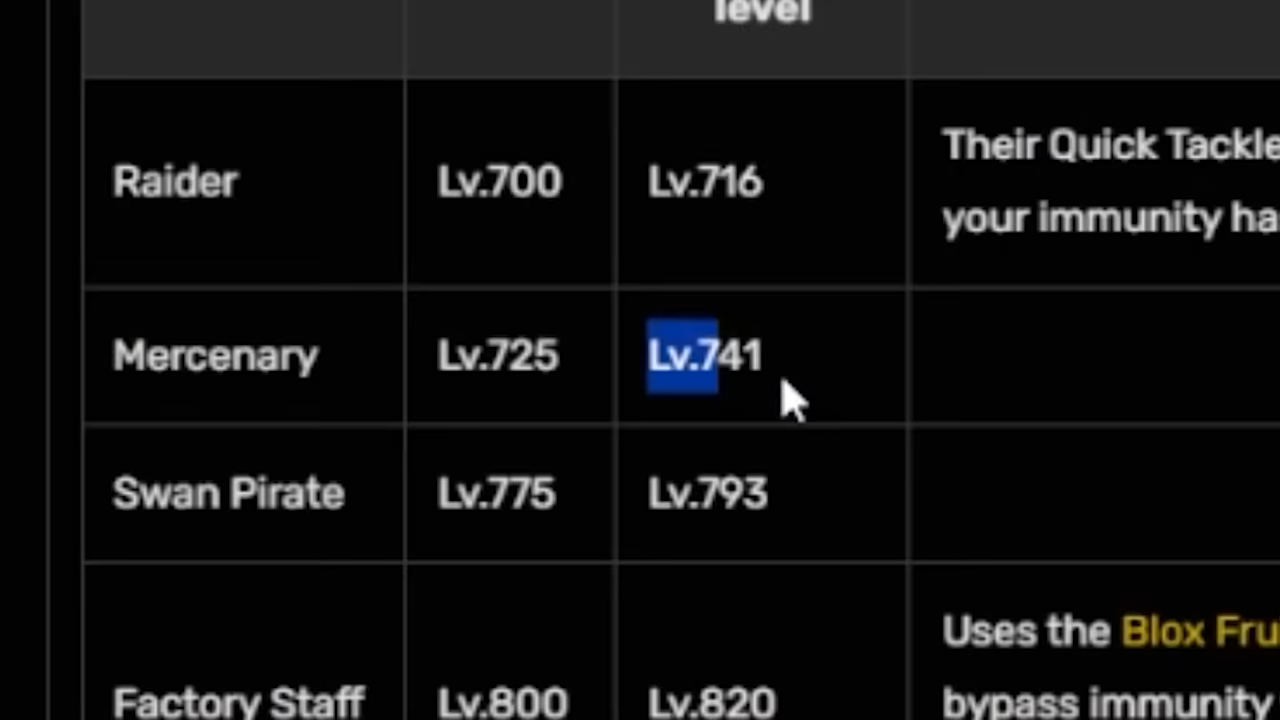 level
Raider Lv.700 Lv.716 Their Quick Tackle
your immunity ha
Mercenary Lv.725 Lv.741
Swan Pirate Lv.775 Lv.793
Uses the Blox Fru
Factory Staff Lv.800 Lv.820 bypass immunity